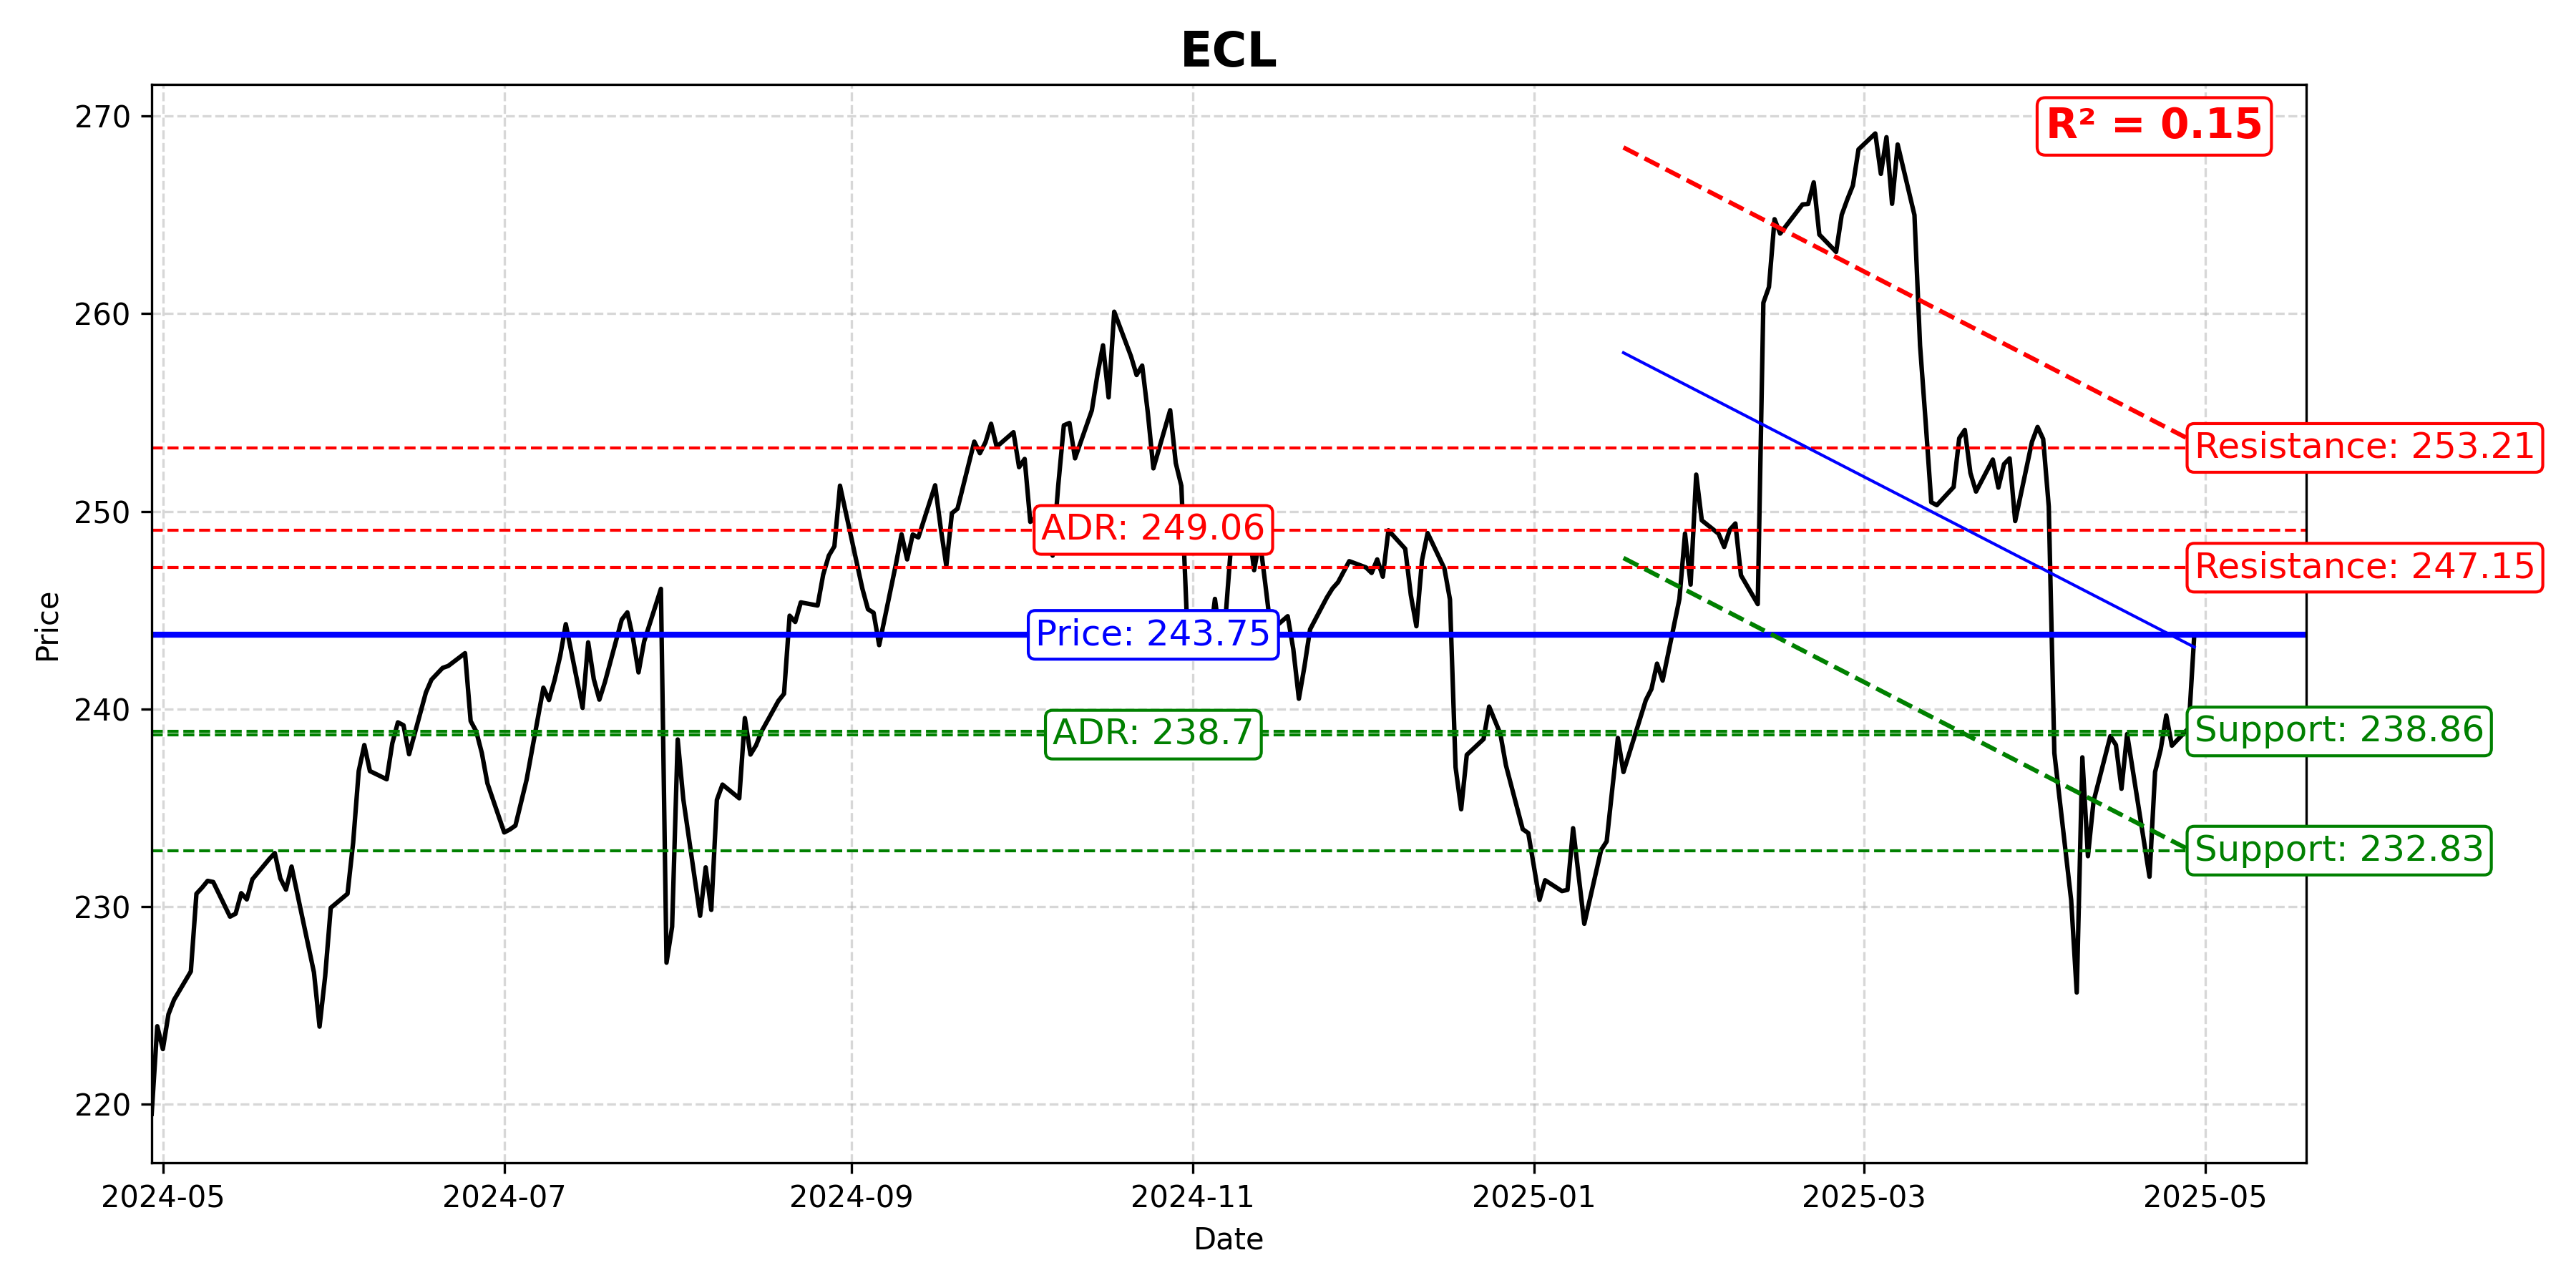 ECL
R² = 0.15
270
260
250
240
230
220
Price
Resistance: 253.21
ADR: 249.06
Resistance: 247.15
Price: 243.75
ADR: 238.7
Support: 238.86
Support: 232.83
2024-05
2024-07
2024-09
2024-11
2025-01
2025-03
2025-05
Date